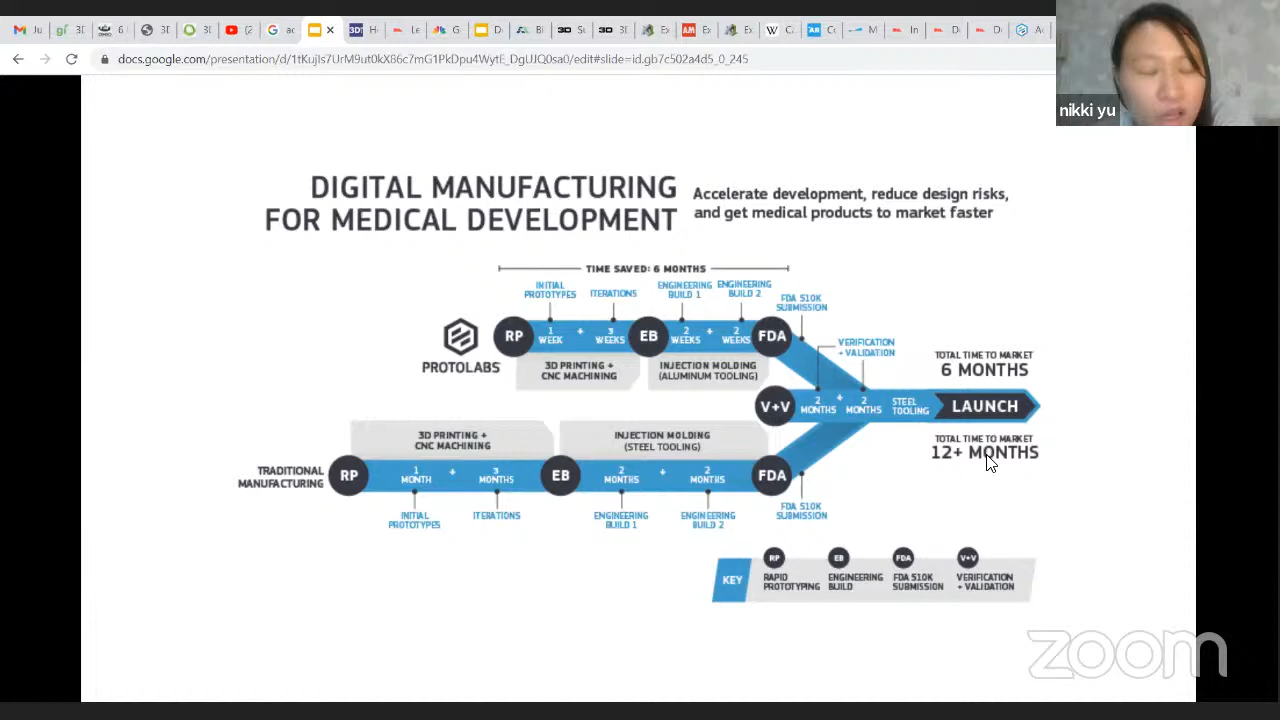 docs.google.com/presentation/d/1tKujIs7UrM9ut0kX86c7mG1PkDpu4WytE_DgUJQ0sa0/edit#slide=id.gb7c502a4d5_0_245
nikki yu
DIGITAL MANUFACTURING
FOR MEDICAL DEVELOPMENT
Accelerate development, reduce design risks,
and get medical products to market faster
TIME SAVED: 6 MONTHS
INITIAL
PROTOTYPES
ITERATIONS
ENGINEERING
BUILD 1
ENGINEERING
BUILD 2
FDA 510K
SUBMISSION
PROTOLABS
RP
1
WEEK
+
3
WEEKS
EB
2
WEEKS
+
2
WEEKS
FDA
3D PRINTING +
CNC MACHINING
INJECTION MOLDING
(ALUMINUM TOOLING)
VERIFICATION
+ VALIDATION
V+V
2
MONTHS
+
2
MONTHS
STEEL
TOOLING
LAUNCH
TOTAL TIME TO MARKET
6 MONTHS
TOTAL TIME TO MARKET
12+ MONTHS
3D PRINTING +
CNC MACHINING
INJECTION MOLDING
(STEEL TOOLING)
TRADITIONAL
MANUFACTURING
RP
1
MONTH
+
3
MONTHS
EB
2
MONTHS
+
2
MONTHS
FDA
INITIAL
PROTOTYPES
ITERATIONS
ENGINEERING
BUILD 1
ENGINEERING
BUILD 2
FDA 510K
SUBMISSION
KEY
RP
RAPID
PROTOTYPING
EB
ENGINEERING
BUILD
FDA
FDA 510K
SUBMISSION
V+V
VERIFICATION
+ VALIDATION
zoom